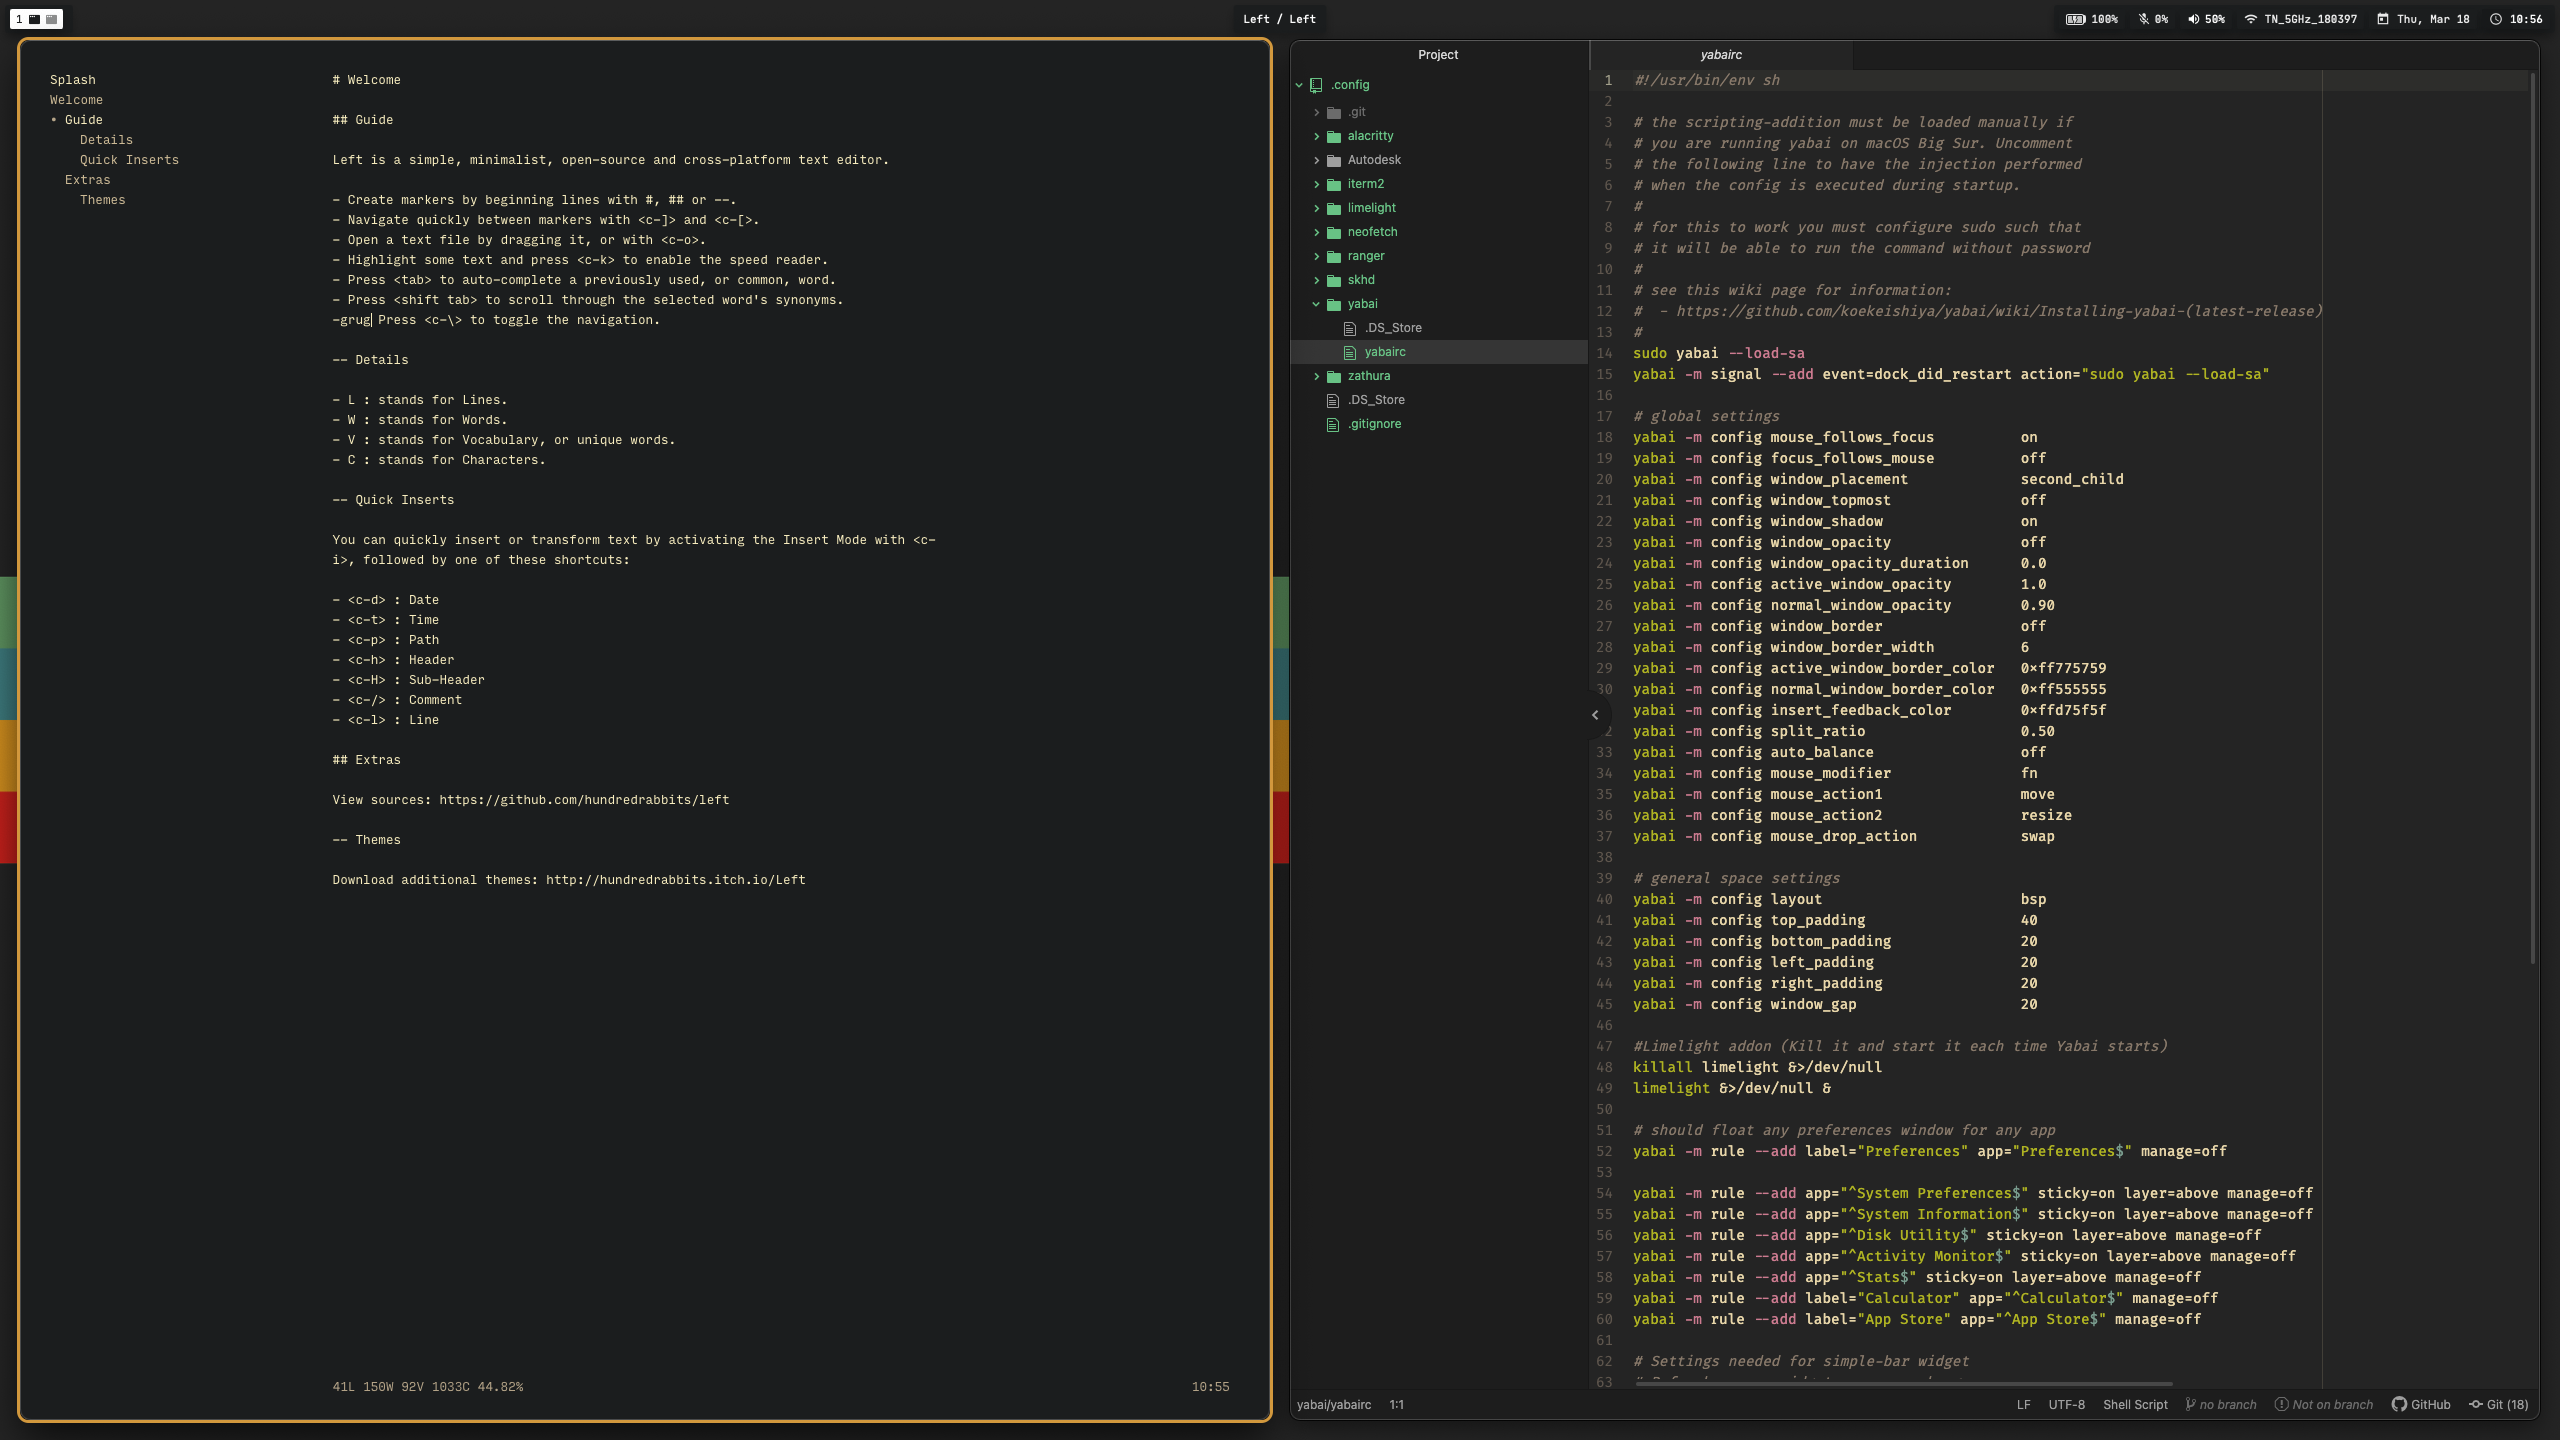 1
Left / Left
100% 0% 50% TN_5GHz_180397 Thu, Mar 18 10:56
Splash
Welcome
• Guide
Details
Quick Inserts
Extras
Themes
# Welcome
## Guide
Left is a simple, minimalist, open-source and cross-platform text editor.
- Create markers by beginning lines with #, ## or --.
- Navigate quickly between markers with <c-]> and <c-[>.
- Open a text file by dragging it, or with <c-o>.
- Highlight some text and press <c-k> to enable the speed reader.
- Press <tab> to auto-complete a previously used, or common, word.
- Press <shift tab> to scroll through the selected word's synonyms.
-grug Press <c-\> to toggle the navigation.
-- Details
- L : stands for Lines.
- W : stands for Words.
- V : stands for Vocabulary, or unique words.
- C : stands for Characters.
-- Quick Inserts
You can quickly insert or transform text by activating the Insert Mode with <c-
i>, followed by one of these shortcuts:
- <c-d> : Date
- <c-t> : Time
- <c-p> : Path
- <c-h> : Header
- <c-H> : Sub-Header
- <c-/> : Comment
- <c-l> : Line
## Extras
View sources: https://github.com/hundredrabbits/left
-- Themes
Download additional themes: http://hundredrabbits.itch.io/Left
41L 150W 92V 1033C 44.82%
10:55
Project
.config
.git
alacritty
Autodesk
iterm2
limelight
neofetch
ranger
skhd
yabai
.DS_Store
yabairc
zathura
.DS_Store
.gitignore
yabairc
1 #!/usr/bin/env sh
2
3 # the scripting-addition must be loaded manually if
4 # you are running yabai on macOS Big Sur. Uncomment
5 # the following line to have the injection performed
6 # when the config is executed during startup.
7 #
8 # for this to work you must configure sudo such that
9 # it will be able to run the command without password
10 #
11 # see this wiki page for information:
12 #  - https://github.com/koekeishiya/yabai/wiki/Installing-yabai-(latest-release)
13 #
14 sudo yabai --load-sa
15 yabai -m signal --add event=dock_did_restart action="sudo yabai --load-sa"
16
17 # global settings
18 yabai -m config mouse_follows_focus on
19 yabai -m config focus_follows_mouse off
20 yabai -m config window_placement second_child
21 yabai -m config window_topmost off
22 yabai -m config window_shadow on
23 yabai -m config window_opacity off
24 yabai -m config window_opacity_duration 0.0
25 yabai -m config active_window_opacity 1.0
26 yabai -m config normal_window_opacity 0.90
27 yabai -m config window_border off
28 yabai -m config window_border_width 6
29 yabai -m config active_window_border_color 0xff775759
30 yabai -m config normal_window_border_color 0xff555555
yabai -m config insert_feedback_color 0xffd75f5f
2 yabai -m config split_ratio 0.50
33 yabai -m config auto_balance off
34 yabai -m config mouse_modifier fn
35 yabai -m config mouse_action1 move
36 yabai -m config mouse_action2 resize
37 yabai -m config mouse_drop_action swap
38
39 # general space settings
40 yabai -m config layout bsp
41 yabai -m config top_padding 40
42 yabai -m config bottom_padding 20
43 yabai -m config left_padding 20
44 yabai -m config right_padding 20
45 yabai -m config window_gap 20
46
47 #Limelight addon (Kill it and start it each time Yabai starts)
48 killall limelight &>/dev/null
49 limelight &>/dev/null &
50
51 # should float any preferences window for any app
52 yabai -m rule --add label="Preferences" app="Preferences$" manage=off
53
54 yabai -m rule --add app="^System Preferences$" sticky=on layer=above manage=off
55 yabai -m rule --add app="^System Information$" sticky=on layer=above manage=off
56 yabai -m rule --add app="^Disk Utility$" sticky=on layer=above manage=off
57 yabai -m rule --add app="^Activity Monitor$" sticky=on layer=above manage=off
58 yabai -m rule --add app="^Stats$" sticky=on layer=above manage=off
59 yabai -m rule --add label="Calculator" app="^Calculator$" manage=off
60 yabai -m rule --add label="App Store" app="^App Store$" manage=off
61
62 # Settings needed for simple-bar widget
63
yabai/yabairc 1:1
LF UTF-8 Shell Script no branch Not on branch GitHub Git (18)